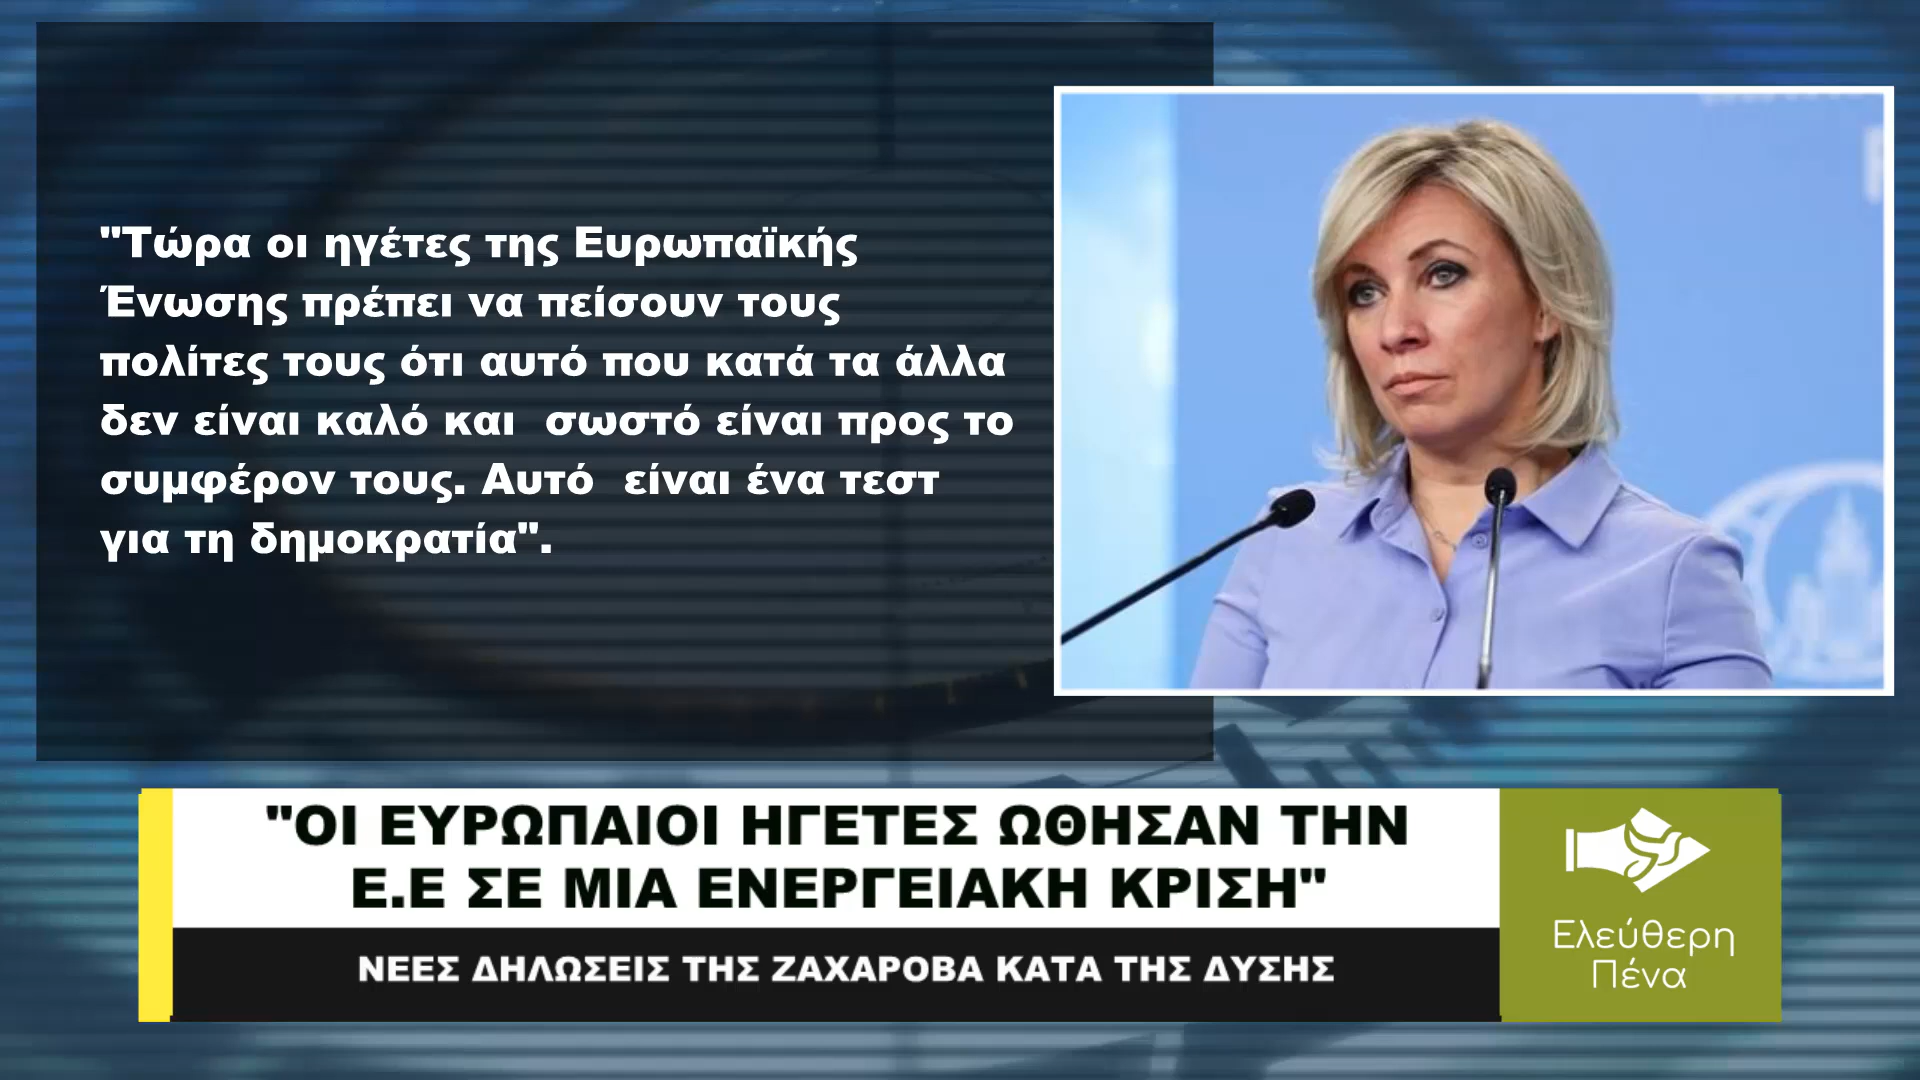 "Τώρα οι ηγέτες της Ευρωπαϊκής
Ένωσης πρέπει να πείσουν τους
πολίτες τους ότι αυτό που κατά τα άλλα
δεν είναι καλό και  σωστό είναι προς το
συμφέρον τους. Αυτό  είναι ένα τεστ
για τη δημοκρατία".
"ΟΙ ΕΥΡΩΠΑΙΟΙ ΗΓΕΤΕΣ ΩΘΗΣΑΝ ΤΗΝ
Ε.Ε ΣΕ ΜΙΑ ΕΝΕΡΓΕΙΑΚΗ ΚΡΙΣΗ"
ΝΕΕΣ ΔΗΛΩΣΕΙΣ ΤΗΣ ΖΑΧΑΡΟΒΑ ΚΑΤΑ ΤΗΣ ΔΥΣΗΣ
Ελεύθερη
Πένα